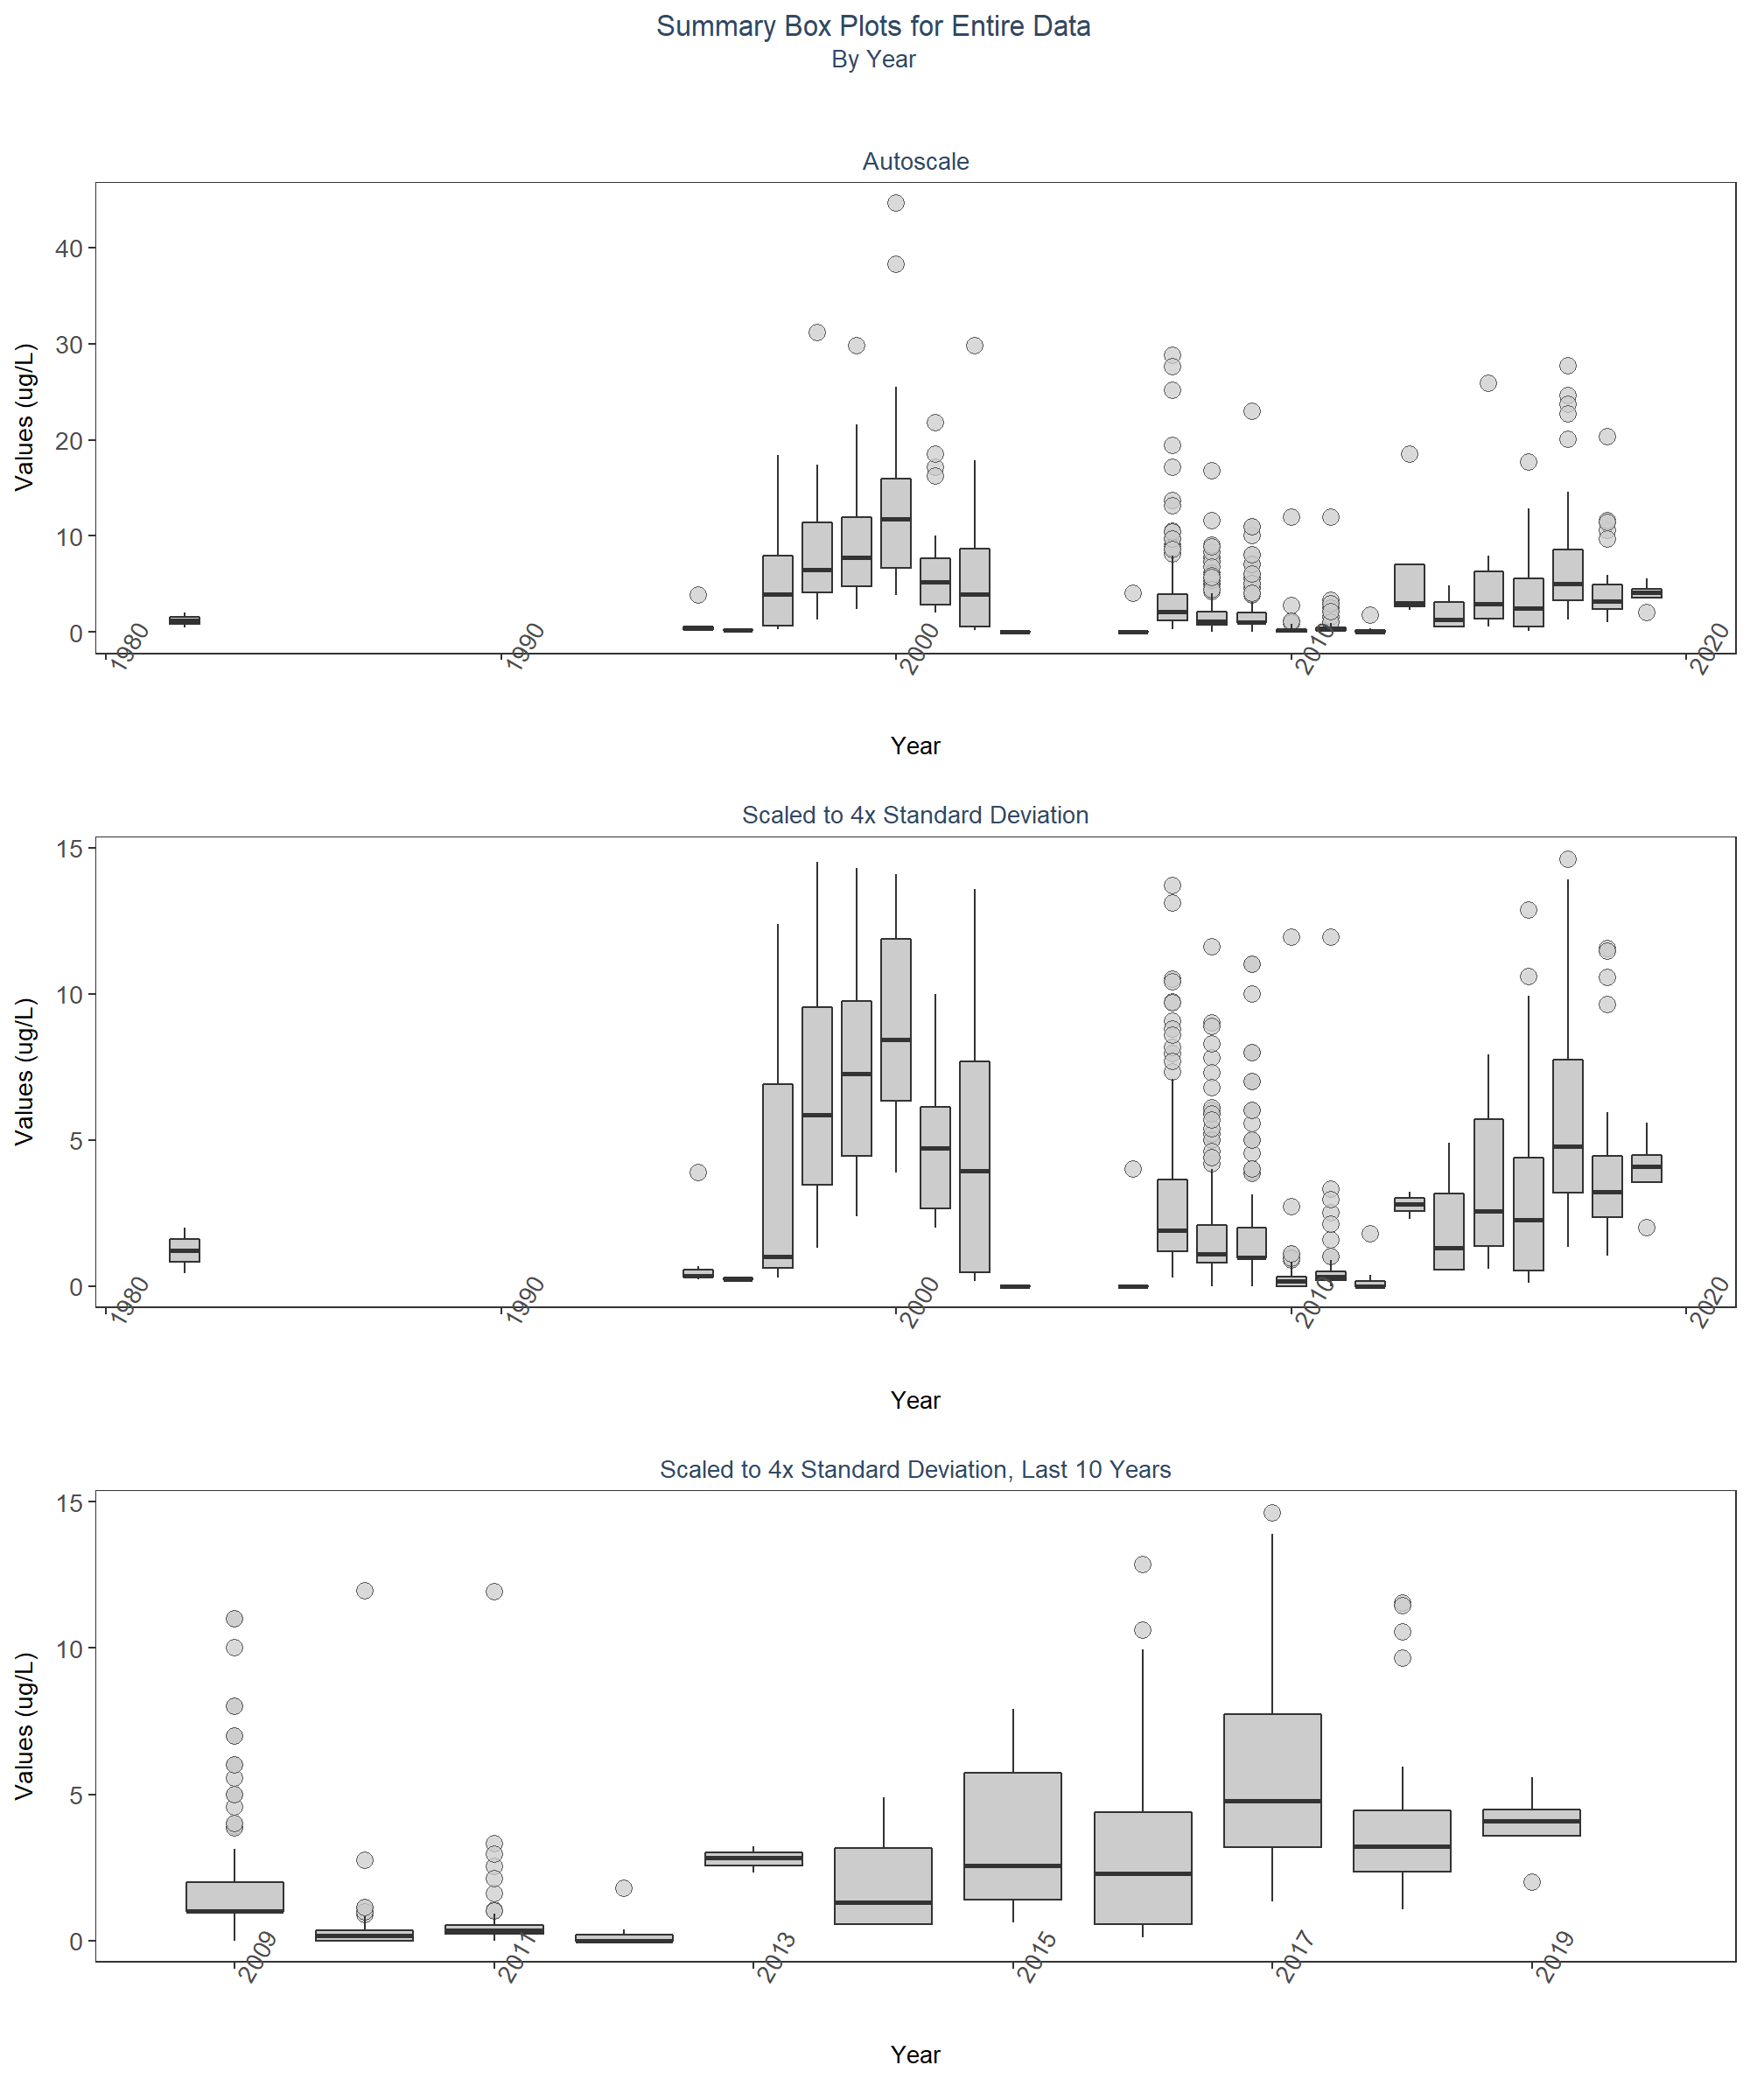 Summary Box Plots for Entire Data
By Year
Autoscale
Values (ug/L)
40
30
20
10
0
1980
1990
2000
2010
2020
Year
Scaled to 4x Standard Deviation
Values (ug/L)
15
10
5
0
1980
1990
2000
2010
2020
Year
Scaled to 4x Standard Deviation, Last 10 Years
Values (ug/L)
15
10
5
0
2009
2011
2013
2015
2017
2019
Year